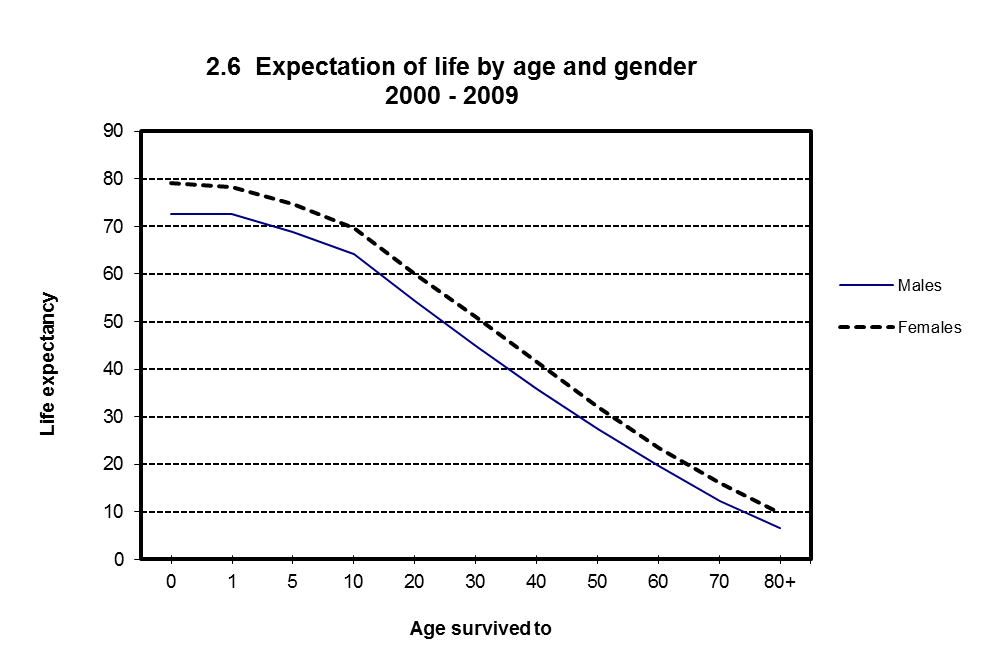 2.6 Expectation of life by age and gender
2000 - 2009
90
80
70
60
50
40
30
20
10
0
Life expectancy
0 1 5 10 20 30 40 50 60 70 80+
Age survived to
Males
Females